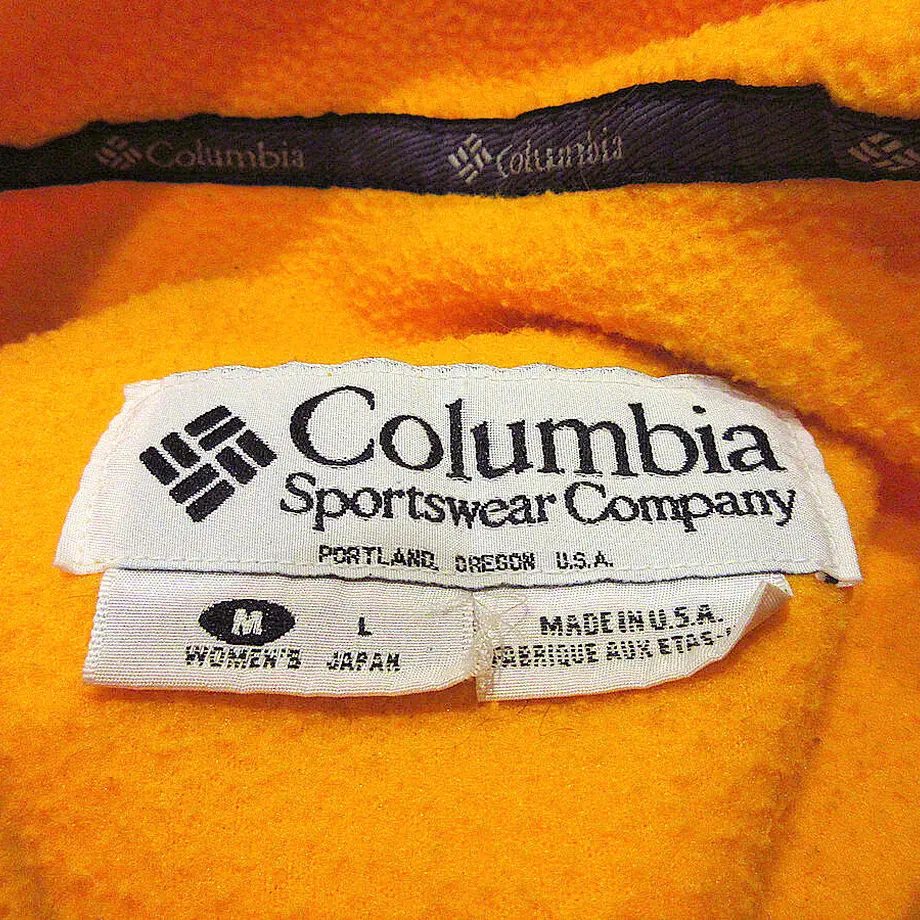 Columbia Columbia
Columbia
Sportswear Company
PORTLAND, OREGON U.S.A.
M L
WOMEN'S JAPAN
MADE IN U.S.A.
FABRIQUE AUX ETAS-